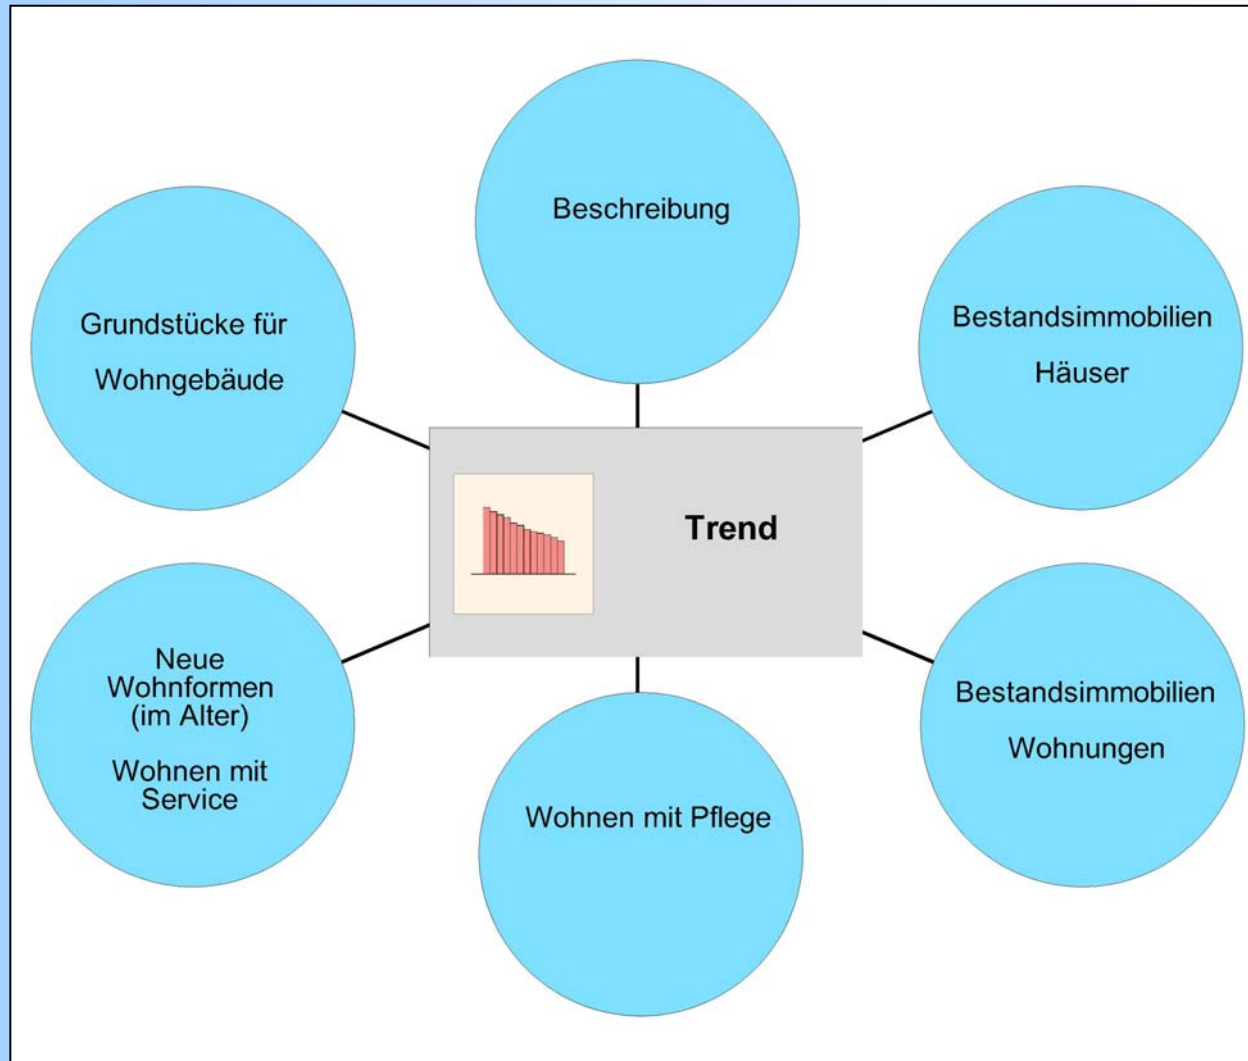 Beschreibung
Grundstücke für
Wohngebäude
Bestandsimmobilien
Häuser
Trend
Neue
Wohnformen
(im Alter)
Wohnen mit
Service
Bestandsimmobilien
Wohnungen
Wohnen mit Pflege